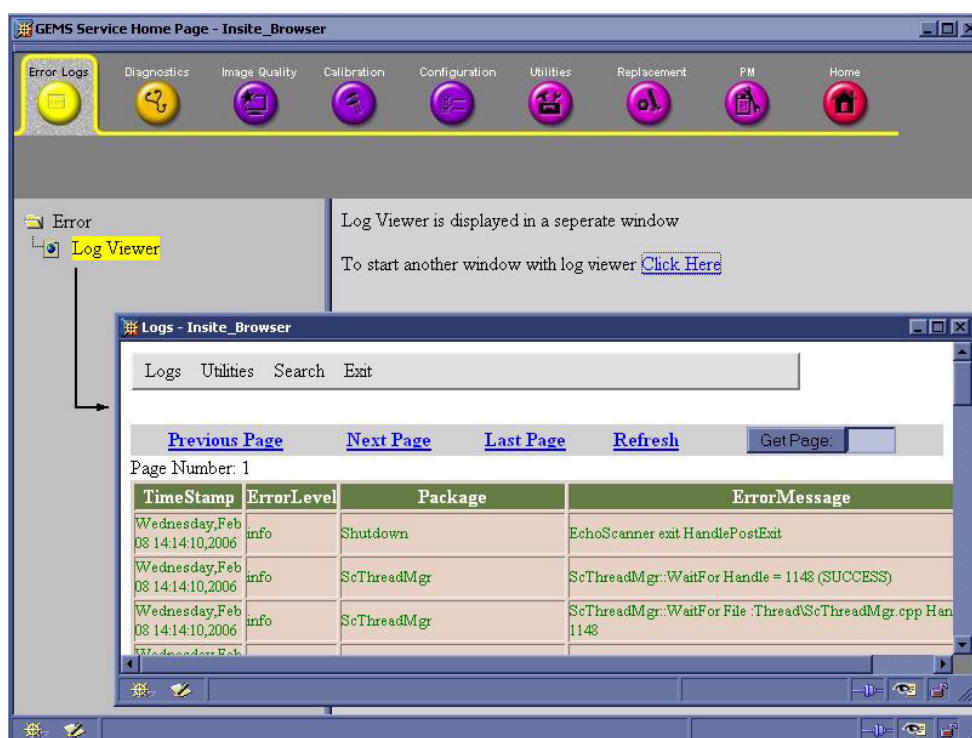 GEMS Service Home Page - Insite_Browser
Error Logs Diagnostics Image Quality Calibration Configuration Utilities Replacement PM Home
Error
Log Viewer
Log Viewer is displayed in a seperate window
To start another window with log viewer Click Here
Logs - Insite_Browser
Logs Utilities Search Exit
Previous Page Next Page Last Page Refresh Get Page:
Page Number: 1
TimeStamp ErrorLevel Package ErrorMessage
Wednesday,Feb
08 14:14:10,2006 info Shutdown EchoScanner exit HandlePostExit
Wednesday,Feb
08 14:14:10,2006 info ScThreadMgr ScThreadMgr::WaitFor Handle = 1148 (SUCCESS)
Wednesday,Feb ScThreadMgr::WaitFor File :Thread\ScThreadMgr.cpp Han
08 14:14:10,2006 info ScThreadMgr 1148
Wednesday,Feb